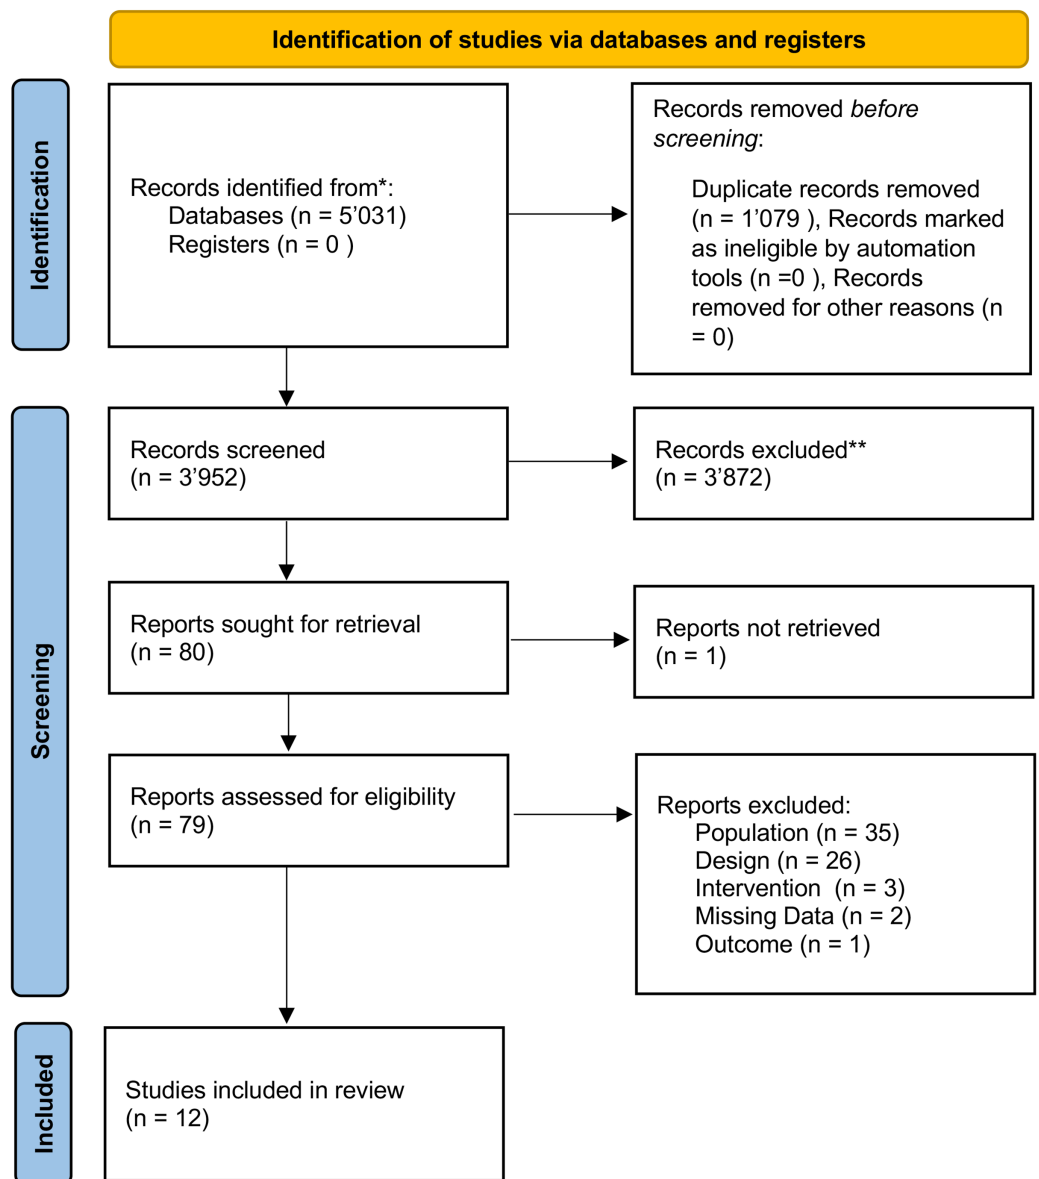 Identification of studies via databases and registers
Identification
Records identified from*:
Databases (n = 5’031)
Registers (n = 0 )
Records removed before
screening:
Duplicate records removed
(n = 1’079 ), Records marked
as ineligible by automation
tools (n =0 ), Records
removed for other reasons (n
= 0)
Screening
Records screened
(n = 3’952)
Records excluded**
(n = 3’872)
Reports sought for retrieval
(n = 80)
Reports not retrieved
(n = 1)
Reports assessed for eligibility
(n = 79)
Reports excluded:
Population (n = 35)
Design (n = 26)
Intervention  (n = 3)
Missing Data (n = 2)
Outcome (n = 1)
Included
Studies included in review
(n = 12)